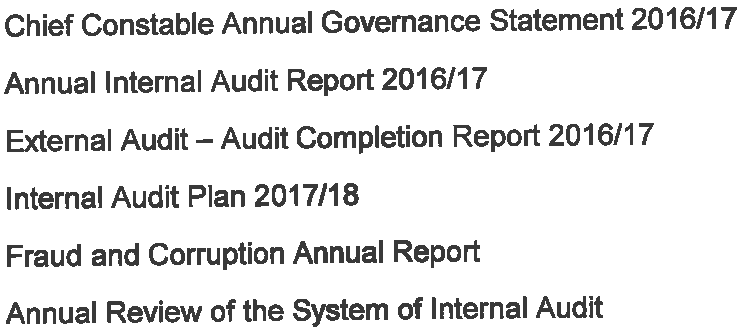 Chief Constable Annual Governance Statement 2016/17
Annual Internal Audit Report 2016/17
External Audit – Audit Completion Report 2016/17
Internal Audit Plan 2017/18
Fraud and Corruption Annual Report
Annual Review of the System of Internal Audit